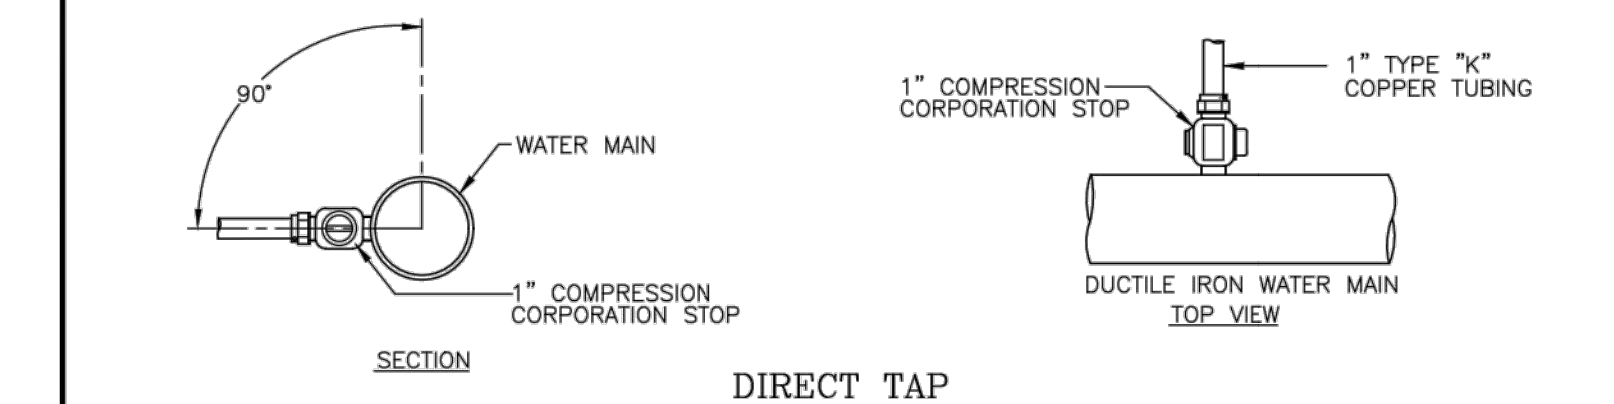 90°
WATER MAIN
1” COMPRESSION
CORPORATION STOP
SECTION
1” COMPRESSION
CORPORATION STOP
1” TYPE ”K”
COPPER TUBING
DUCTILE IRON WATER MAIN
TOP VIEW
DIRECT TAP